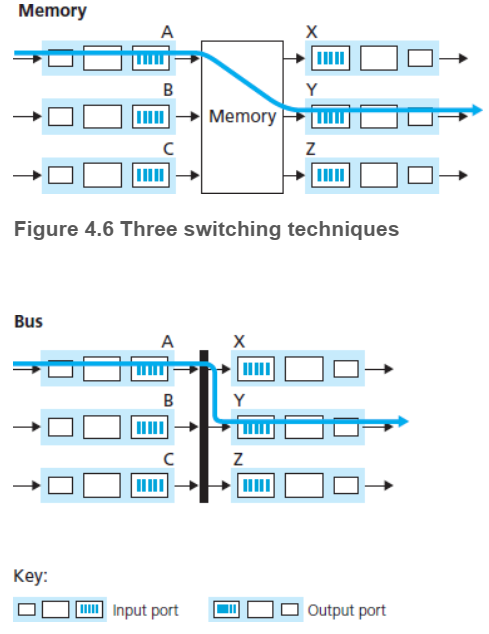 Memory
A X
B Y
Memory
C Z
Figure 4.6 Three switching techniques
Bus
A X
B Y
C Z
Key:
Input port Output port